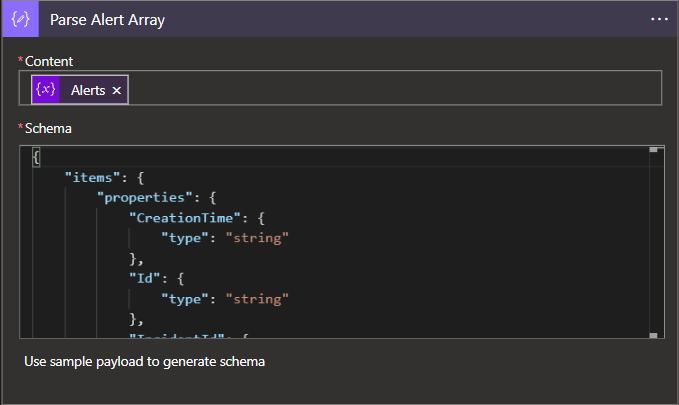 Parse Alert Array
*Content
{x} Alerts ×
*Schema
{
"items": {
"properties": {
"CreationTime": {
"type": "string"
},
"Id": {
"type": "string"
},
"IncidentId": {
Use sample payload to generate schema